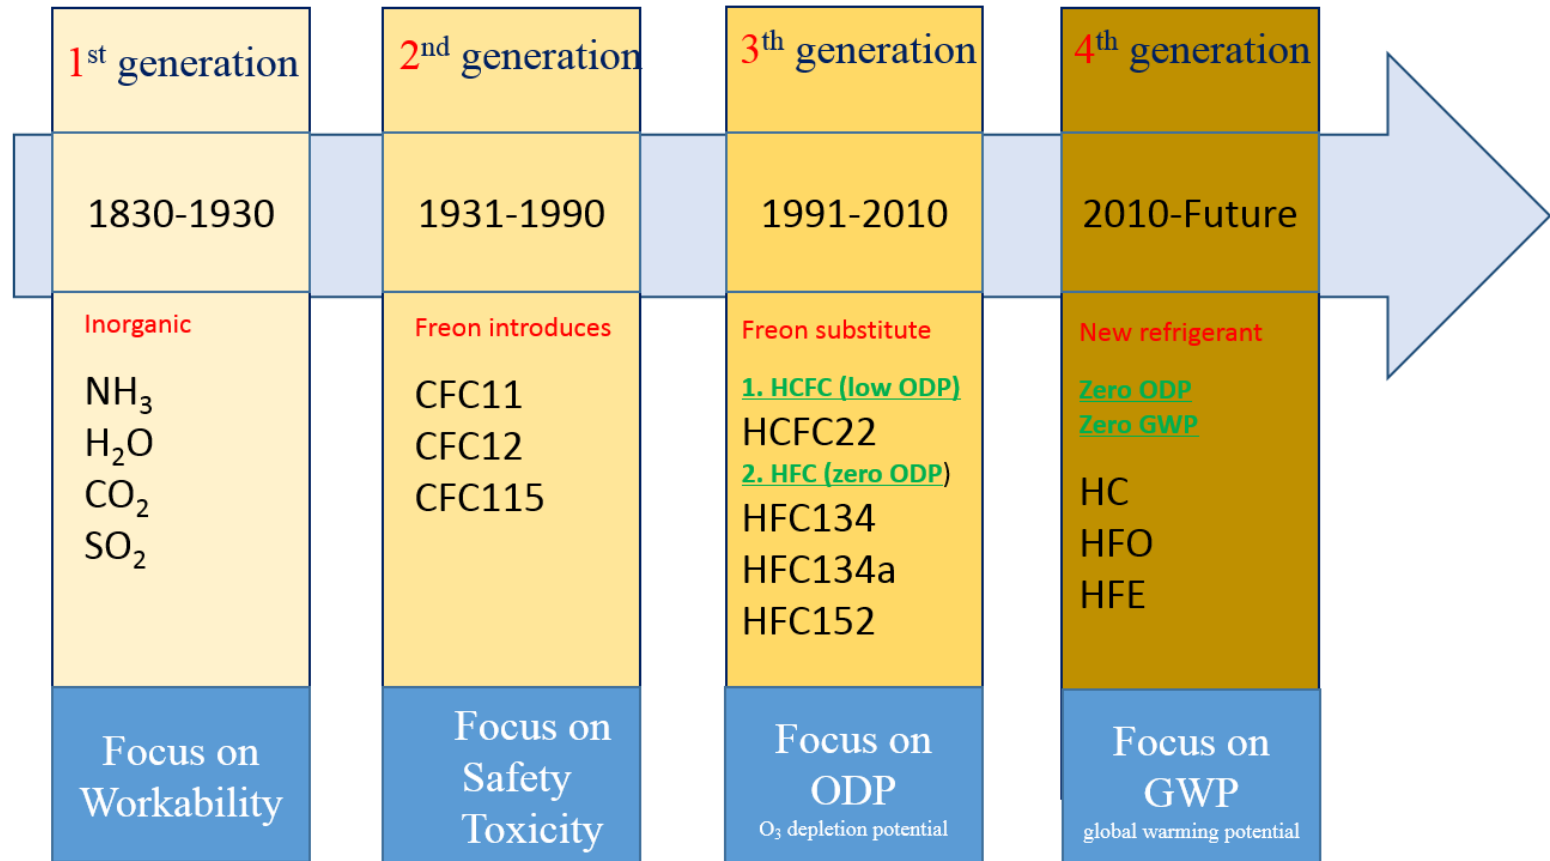 1st generation
1830-1930
Inorganic
NH3
H2O
CO2
SO2
Focus on
Workability
2nd generation
1931-1990
Freon introduces
CFC11
CFC12
CFC115
Focus on
Safety
Toxicity
3th generation
1991-2010
Freon substitute
1. HCFC (low ODP)
HCFC22
2. HFC (zero ODP)
HFC134
HFC134a
HFC152
Focus on
ODP
O3 depletion potential
4th generation
2010-Future
New refrigerant
Zero ODP
Zero GWP
HC
HFO
HFE
Focus on
GWP
global warming potential